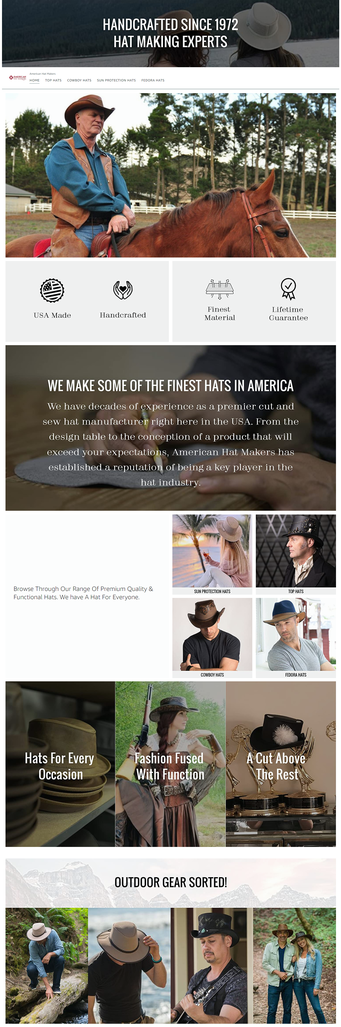 HANDCRAFTED SINCE 1972
HAT MAKING EXPERTS
American Hat Makers
HOME TOP HATS COWBOY HATS SUN PROTECTION HATS FEDORA HATS
USA Made
Handcrafted
Finest
Material
Lifetime
Guarantee
WE MAKE SOME OF THE FINEST HATS IN AMERICA
We have decades of experience as a premier cut and
sew hat manufacturer right here in the USA. From the
design table to the conception of a product that will
exceed your expectations, American Hat Makers has
established a reputation of being a key player in the
hat industry.
Browse Through Our Range Of Premium Quality &
Functional Hats. We have A Hat For Everyone.
SUN PROTECTION HATS
TOP HATS
COWBOY HATS
FEDORA HATS
Hats For Every
Occasion
Fashion Fused
With Function
A Cut Above
The Rest
OUTDOOR GEAR SORTED!